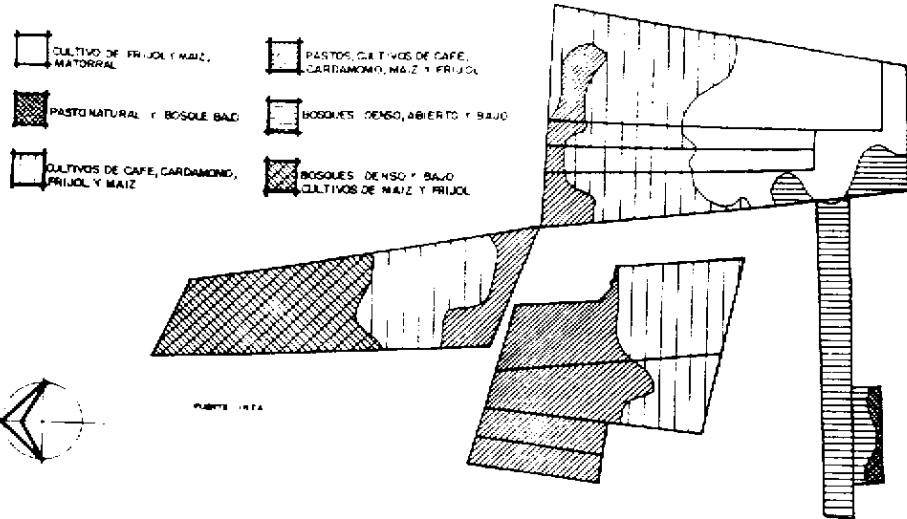 CULTIVO DE FRIJOL Y MAIZ,
MATORRAL
PASTO NATURAL Y BOSQUE BAJO
CULTIVOS DE CAFE, CARDAMOMO,
FRIJOL Y MAIZ
PASTOS, CULTIVOS DE CAFE,
CARDAMOMO, MAIZ Y FRIJOL
BOSQUES DENSO, ABIERTO Y BAJO
BOSQUES DENSO Y BAJO
CULTIVOS DE MAIZ Y FRIJOL